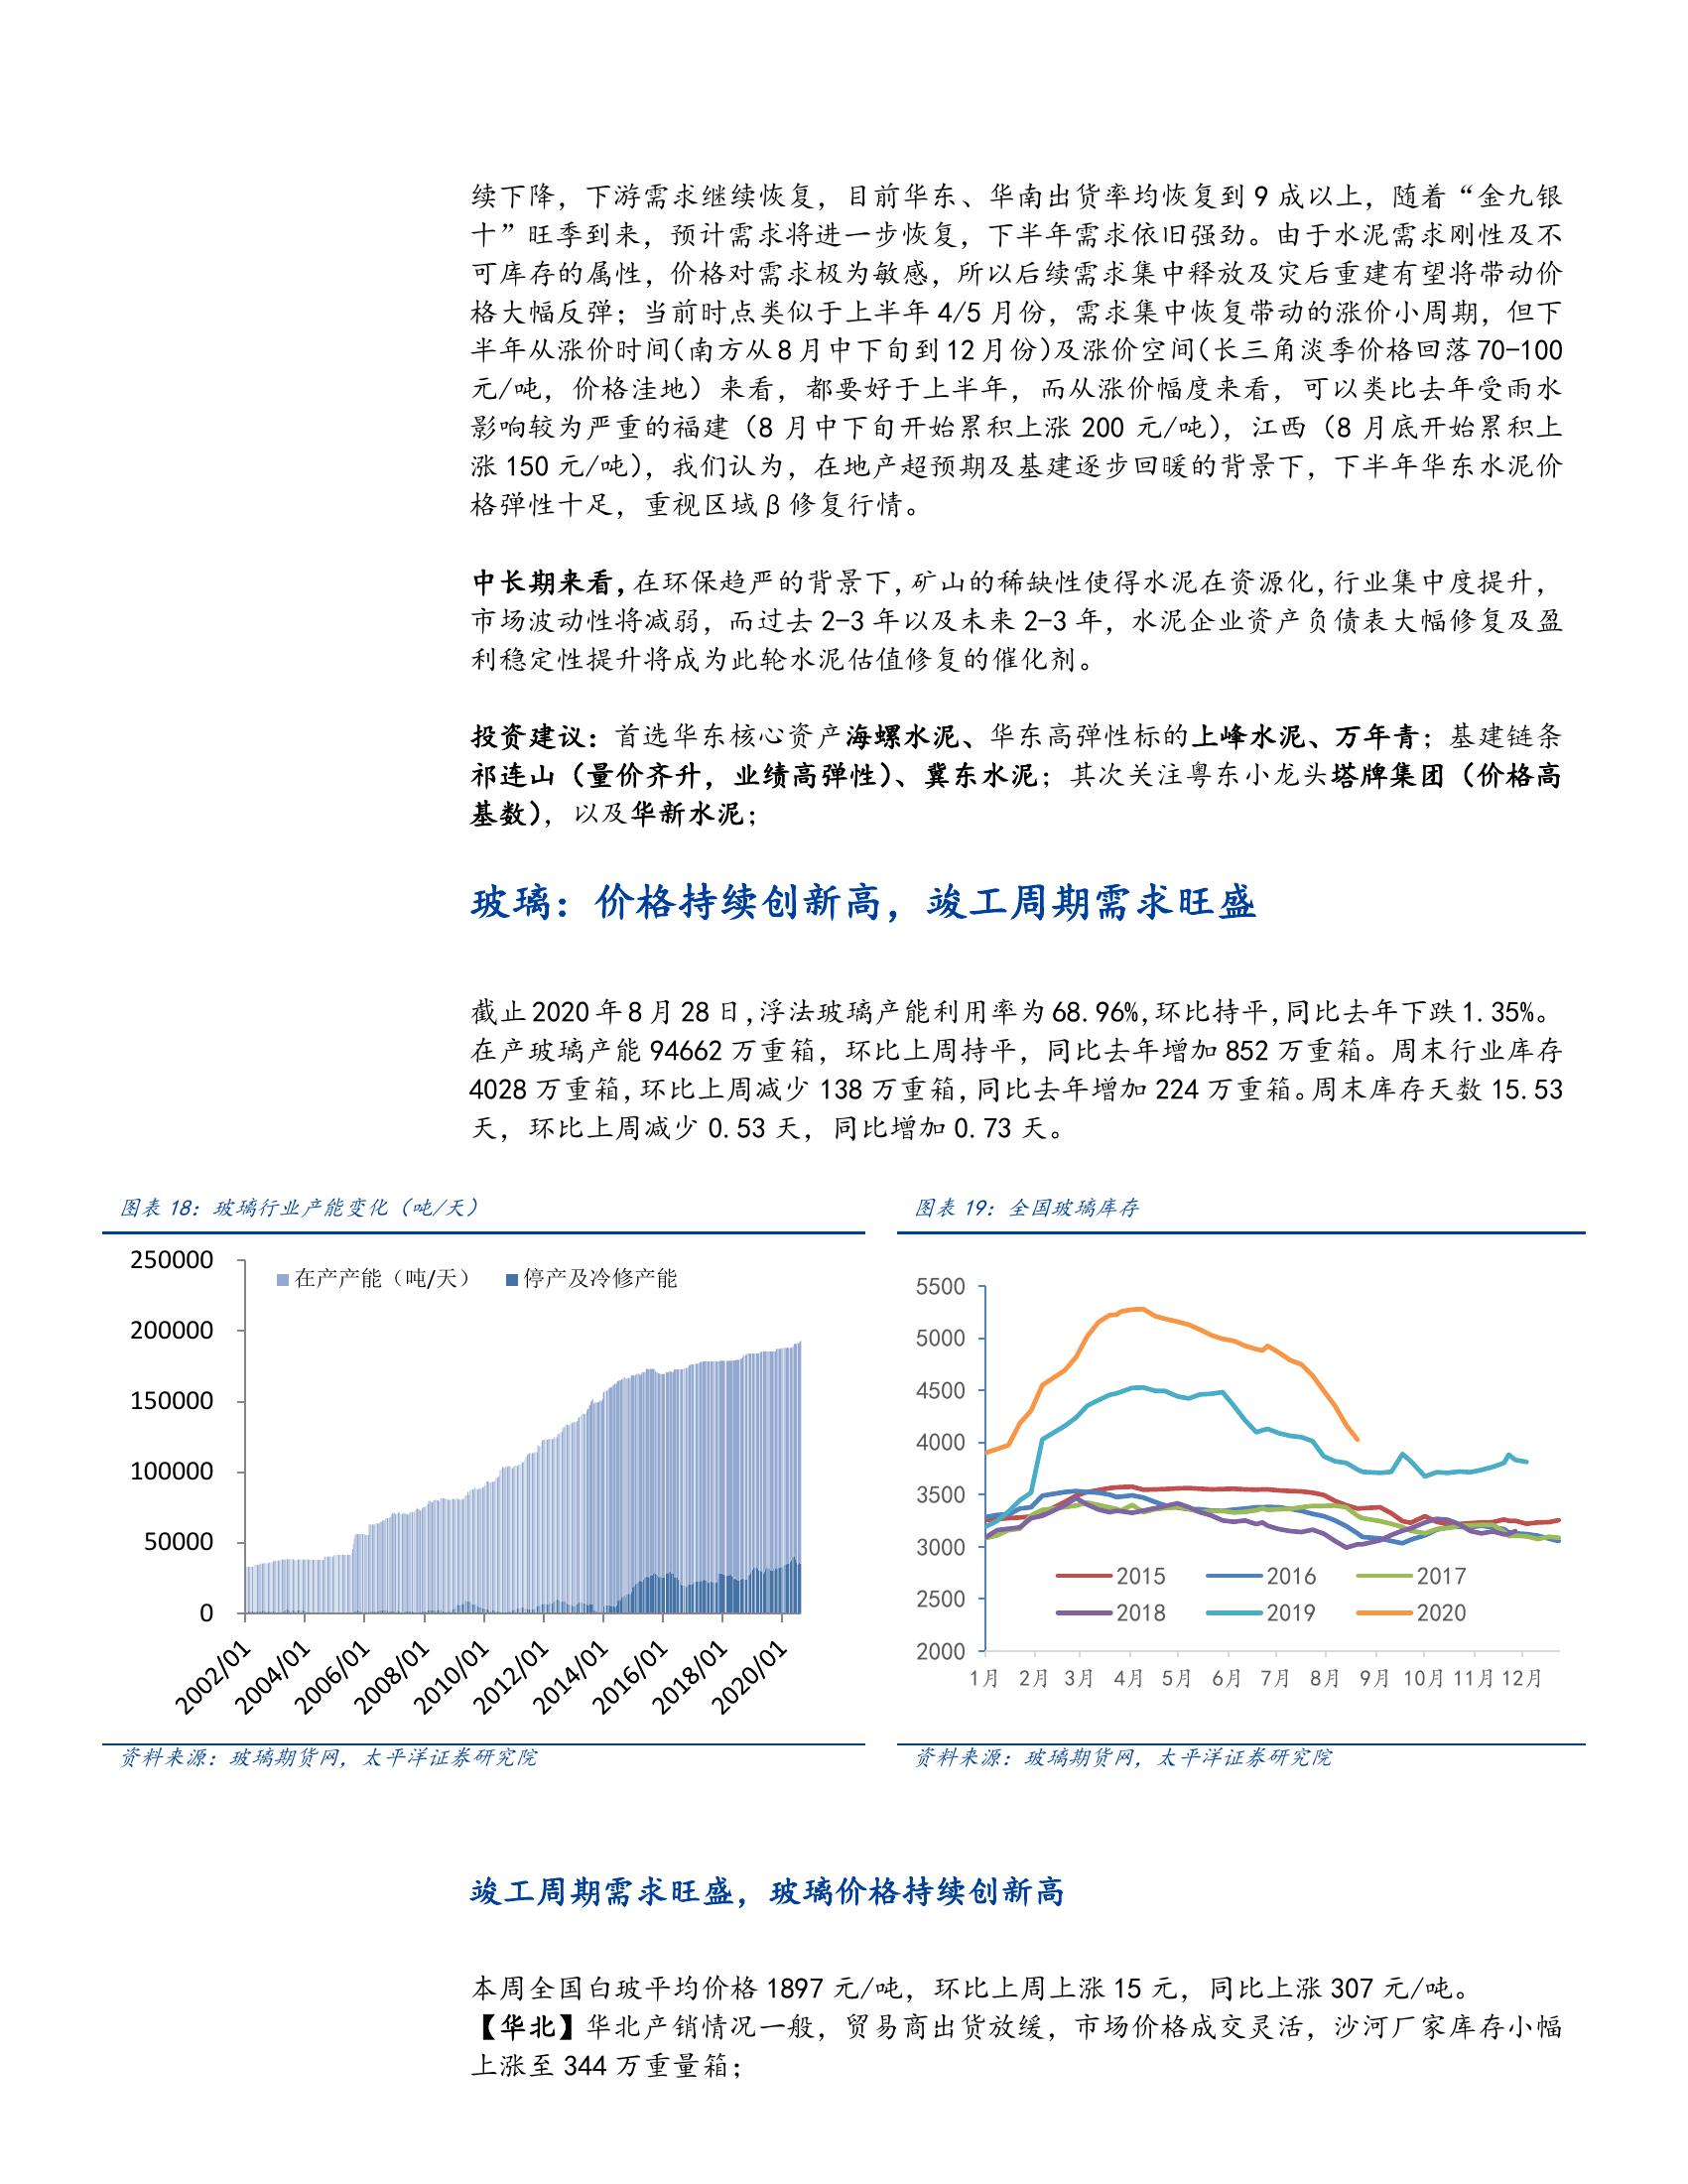 续下降，下游需求继续恢复，目前华东、华南出货率均恢复到 9 成以上，随着“金九银
十”旺季到来，预计需求将进一步恢复，下半年需求依旧强劲。由于水泥需求刚性及不
可库存的属性，价格对需求极为敏感，所以后续需求集中释放及灾后重建有望将带动价
格大幅反弹；当前时点类似于上半年 4/5 月份，需求集中恢复带动的涨价小周期，但下
半年从涨价时间（南方从 8 月中下旬到 12 月份）及涨价空间（长三角淡季价格回落 70-100
元/吨，价格洼地）来看，都要好于上半年，而从涨价幅度来看，可以类比去年受雨水
影响较为严重的福建（8 月中下旬开始累积上涨 200 元/吨），江西（8 月底开始累积上
涨 150 元/吨），我们认为，在地产超预期及基建逐步回暖的背景下，下半年华东水泥价
格弹性十足，重视区域 β 修复行情。
中长期来看，在环保趋严的背景下，矿山的稀缺性使得水泥在资源化，行业集中度提升，
市场波动性将减弱，而过去 2-3 年以及未来 2-3 年，水泥企业资产负债表大幅修复及盈
利稳定性提升将成为此轮水泥估值修复的催化剂。
投资建议：首选华东核心资产海螺水泥、华东高弹性标的上峰水泥、万年青；基建链条
祁连山（量价齐升，业绩高弹性）、冀东水泥；其次关注粤东小龙头塔牌集团（价格高
基数），以及华新水泥；
玻璃：价格持续创新高，竣工周期需求旺盛
截止 2020 年 8 月 28 日，浮法玻璃产能利用率为 68.96%，环比持平，同比去年下跌 1.35%。
在产玻璃产能 94662 万重箱，环比上周持平，同比去年增加 852 万重箱。周末行业库存
4028 万重箱，环比上周减少 138 万重箱，同比去年增加 224 万重箱。周末库存天数 15.53
天，环比上周减少 0.53 天，同比增加 0.73 天。
图表 18：玻璃行业产能变化（吨/天）
250000
200000
150000
100000
50000
0
在产产能（吨/天） 停产及冷修产能
2002/01 2004/01 2006/01 2008/01 2010/01 2012/01 2014/01 2016/01 2018/01 2020/01
资料来源：玻璃期货网，太平洋证券研究院
图表 19：全国玻璃库存
5500
5000
4500
4000
3500
3000
2500
2000
2015 2016 2017
2018 2019 2020
1月 2月 3月 4月 5月 6月 7月 8月 9月 10月 11月 12月
资料来源：玻璃期货网，太平洋证券研究院
竣工周期需求旺盛，玻璃价格持续创新高
本周全国白玻平均价格 1897 元/吨，环比上周上涨 15 元，同比上涨 307 元/吨。
【华北】华北产销情况一般，贸易商出货放缓，市场价格成交灵活，沙河厂家库存小幅
上涨至 344 万重量箱；